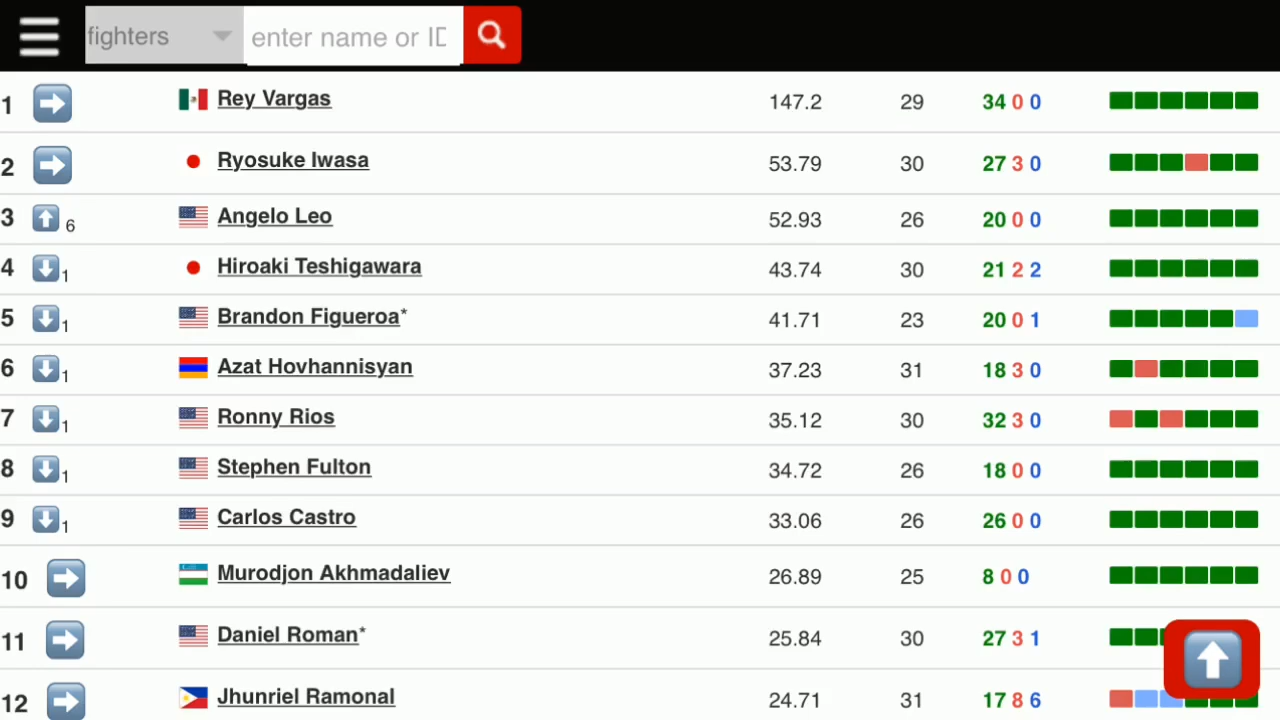 fighters enter name or ID
1 Rey Vargas 147.2 29 34 0 0
2 Ryosuke Iwasa 53.79 30 27 3 0
3 6 Angelo Leo 52.93 26 20 0 0
4 1 Hiroaki Teshigawara 43.74 30 21 2 2
5 1 Brandon Figueroa* 41.71 23 20 0 1
6 1 Azat Hovhannisyan 37.23 31 18 3 0
7 1 Ronny Rios 35.12 30 32 3 0
8 1 Stephen Fulton 34.72 26 18 0 0
9 1 Carlos Castro 33.06 26 26 0 0
10 Murodjon Akhmadaliev 26.89 25 8 0 0
11 Daniel Roman* 25.84 30 27 3 1
12 Jhunriel Ramonal 24.71 31 17 8 6